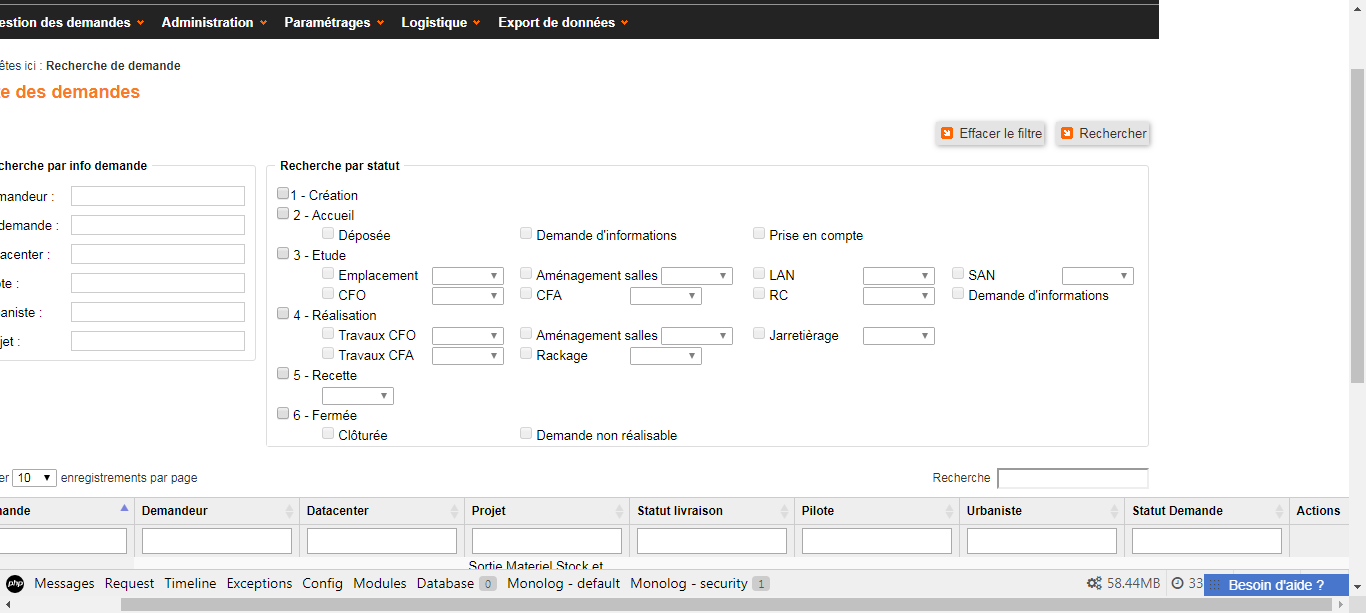 estion des demandes Administration Paramétrages Logistique Export de données
êtes ici : Recherche de demande
te des demandes
Effacer le filtre Rechercher
cherche par info demande
mandeur :
demande :
acenter :
te :
aniste :
jet :
Recherche par statut
1 - Création
2 - Accueil
Déposée Demande d'informations Prise en compte
3 - Etude
Emplacement Aménagement salles LAN SAN
CFO CFA RC Demande d'informations
4 - Réalisation
Travaux CFO Aménagement salles Jarretièrage
Travaux CFA Rackage
5 - Recette
6 - Fermée
Clôturée Demande non réalisable
er 10 enregistrements par page Recherche
ande Demandeur Datacenter Projet Statut livraison Pilote Urbaniste Statut Demande Actions
Sortie Materiel Stock et
php Messages Request Timeline Exceptions Config Modules Database 0 Monolog - default Monolog - security 1 58.44MB 33 Besoin d'aide ?